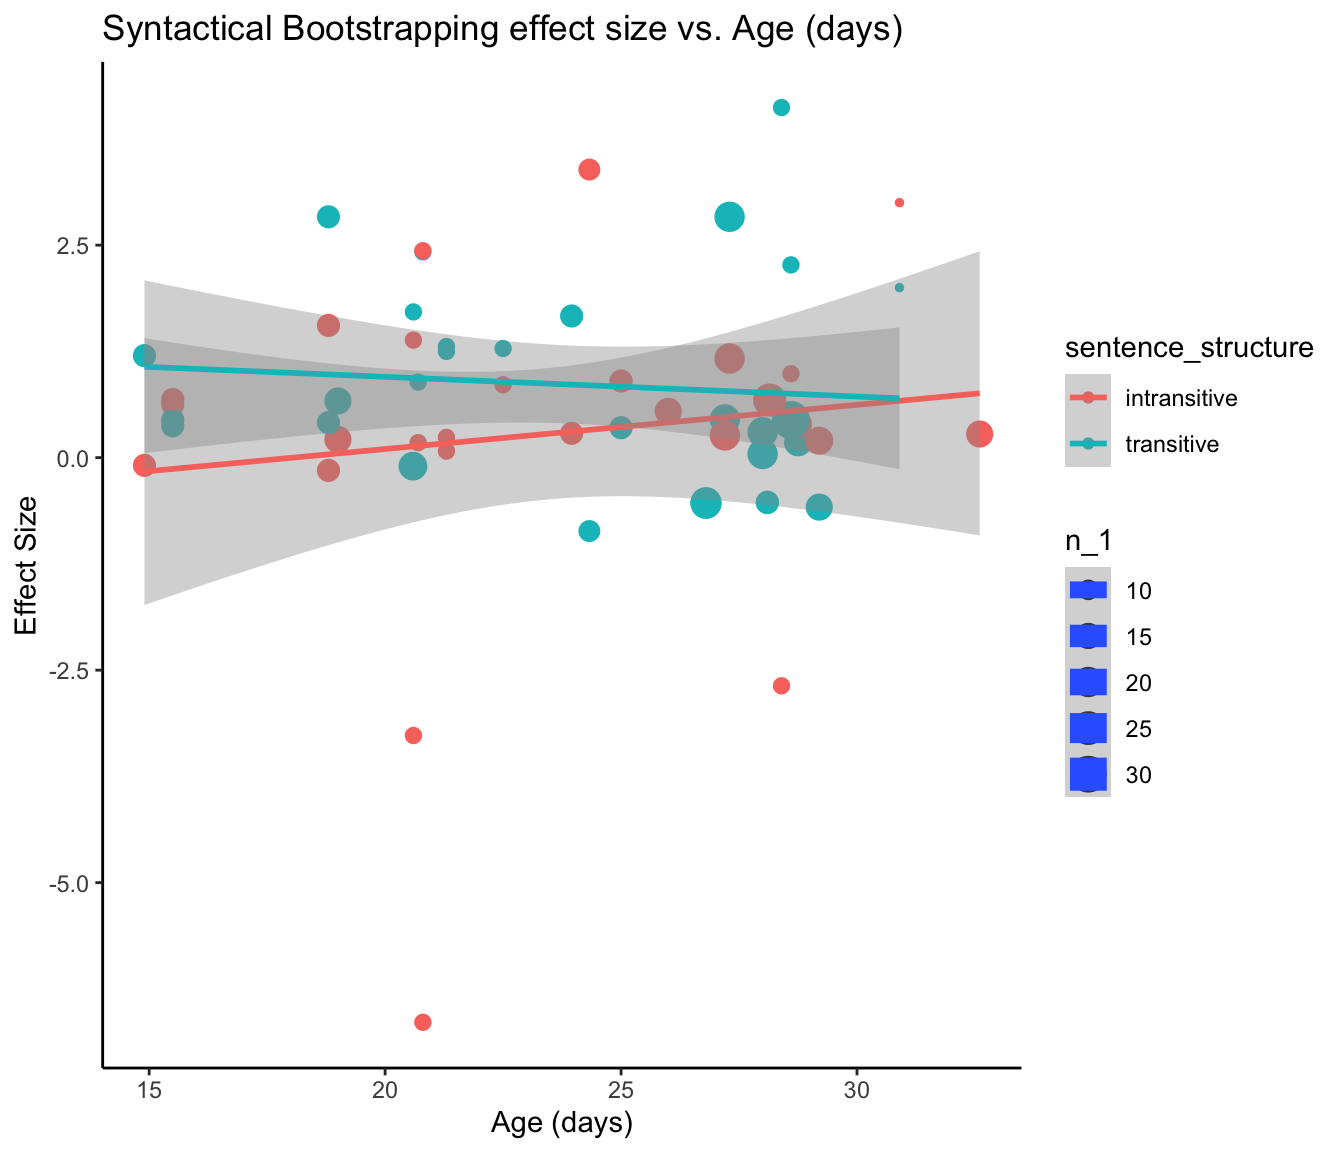 Syntactical Bootstrapping effect size vs. Age (days)
Effect Size
2.5
0.0
-2.5
-5.0
15
20
25
30
Age (days)
sentence_structure
intransitive
transitive
n_1
10
15
20
25
30